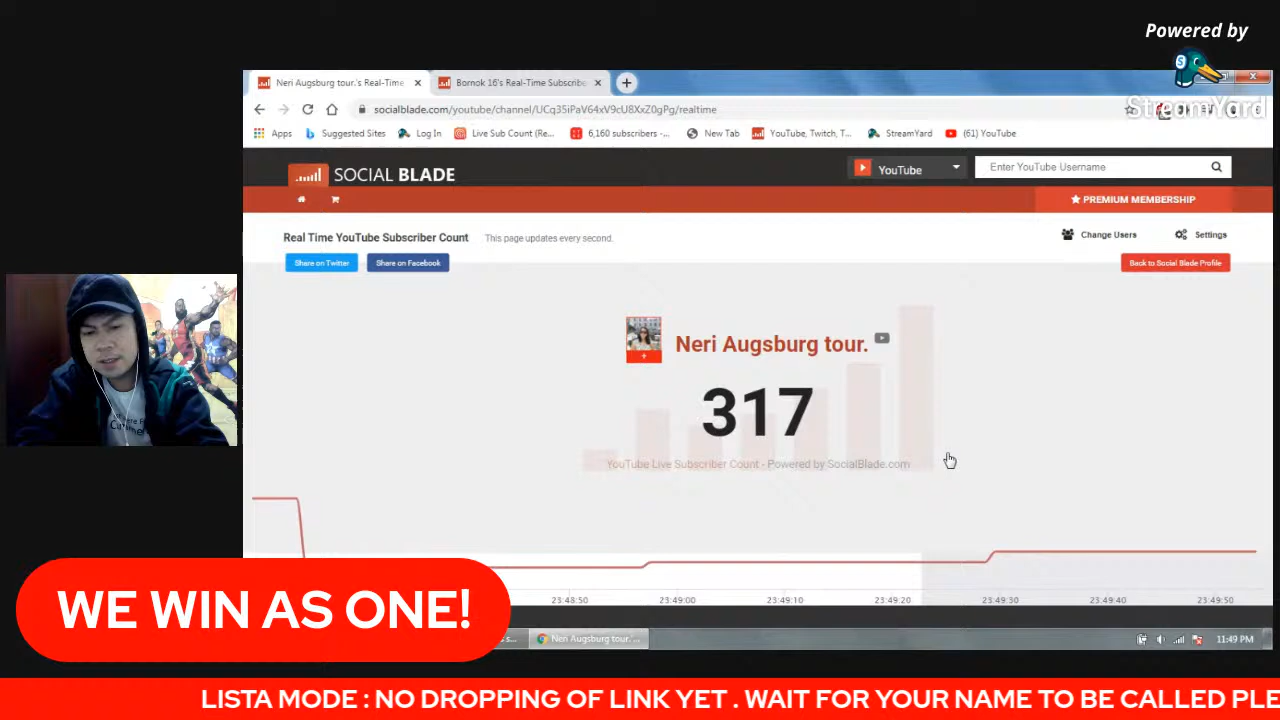 Powered by
StreamYard
Neri Augsburg tour.'s Real-Time
Bornok 16's Real-Time Subscribe
socialblade.com/youtube/channel/UCq35iPaV64xV9cU8XxZ0gPg/realtime
Apps
Suggested Sites
Log In
Live Sub Count (Re...
6,160 subscribers -...
New Tab
YouTube, Twitch, T...
StreamYard
(61) YouTube
SOCIAL BLADE
YouTube
Enter YouTube Username
PREMIUM MEMBERSHIP
Real Time YouTube Subscriber Count
This page updates every second.
Change Users
Settings
Share on Twitter
Share on Facebook
Back to Social Blade Profile
Neri Augsburg tour.
317
YouTube Live Subscriber Count - Powered by SocialBlade.com
23:48:50 23:49:00 23:49:10 23:49:20 23:49:30 23:49:40 23:49:50
WE WIN AS ONE!
Neri Augsburg tour.'...
11:49 PM
LISTA MODE : NO DROPPING OF LINK YET . WAIT FOR YOUR NAME TO BE CALLED PLE